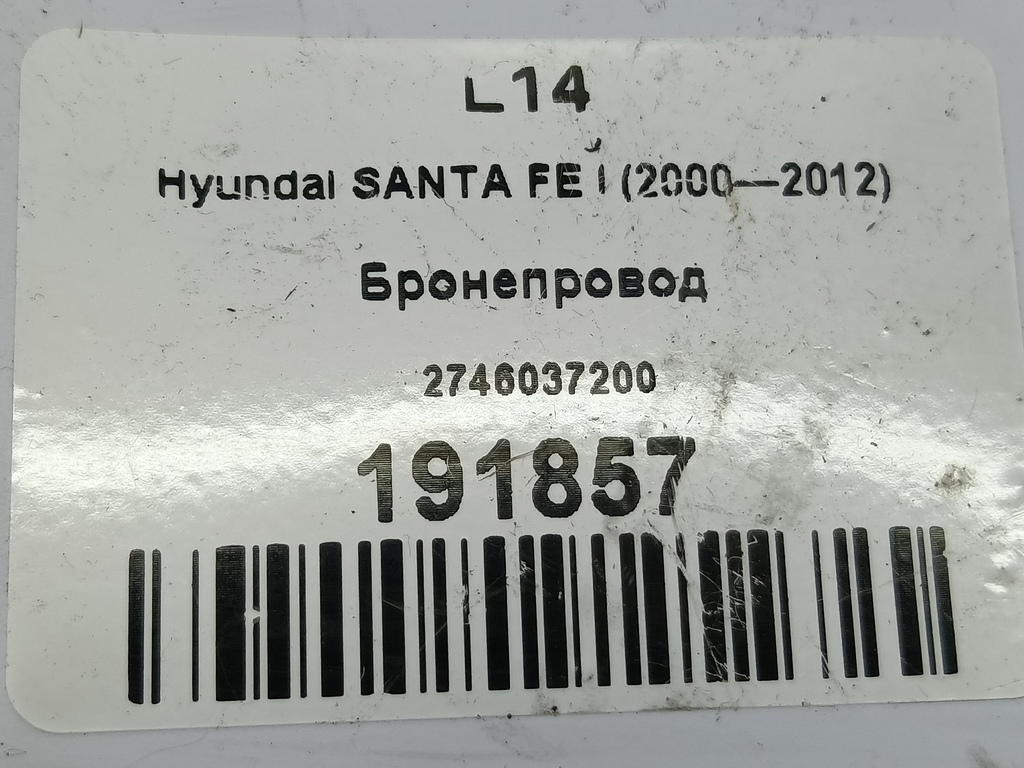 L14
Hyundai SANTA FE I (2000—2012)
Бронепровод
2746037200
191857